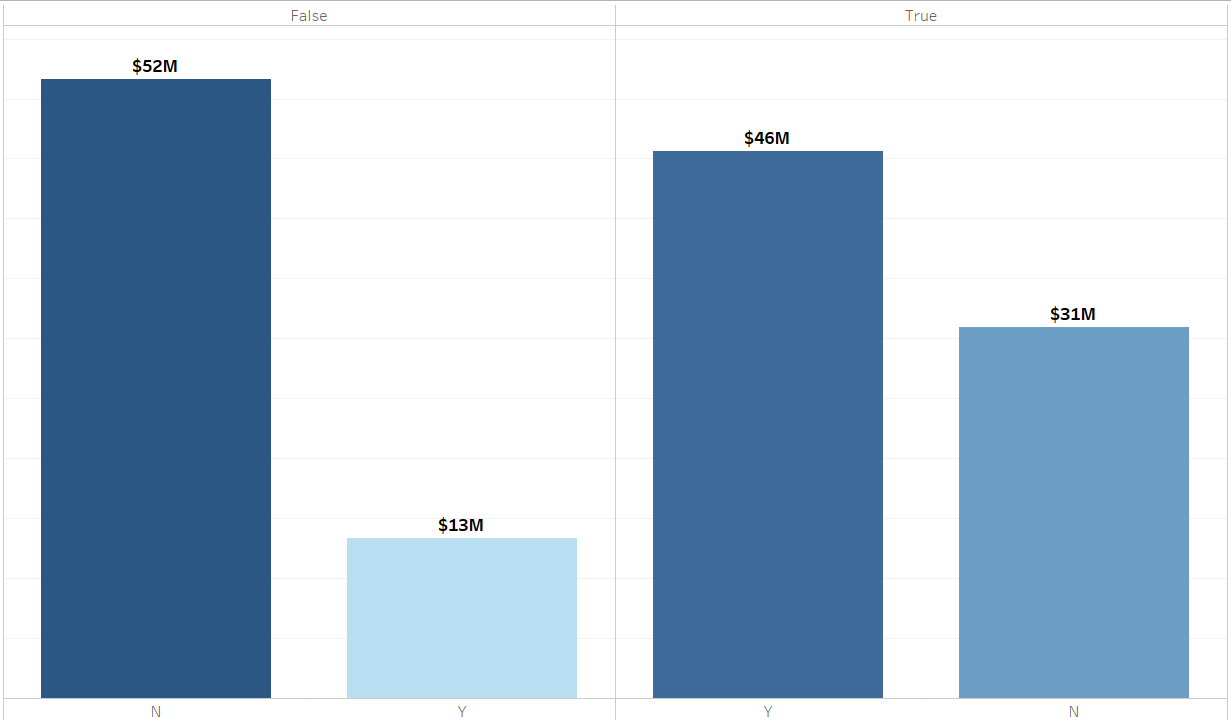 False True
$52M
$46M
$31M
$13M
N Y Y N